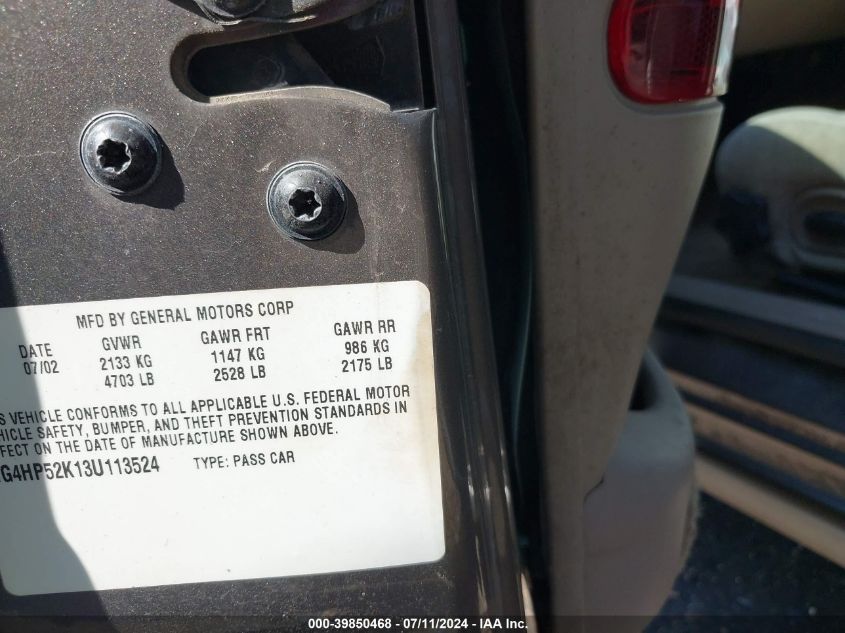 MFD BY GENERAL MOTORS CORP
DATE GVWR GAWR FRT GAWR RR
07/02 2133 KG 1147 KG 986 KG
4703 LB 2528 LB 2175 LB
S VEHICLE CONFORMS TO ALL APPLICABLE U.S. FEDERAL MOTOR
HICLE SAFETY, BUMPER, AND THEFT PREVENTION STANDARDS IN
FECT ON THE DATE OF MANUFACTURE SHOWN ABOVE.
G4HP52K13U113524 TYPE: PASS CAR
000-39850468 - 07/11/2024 - IAA Inc.